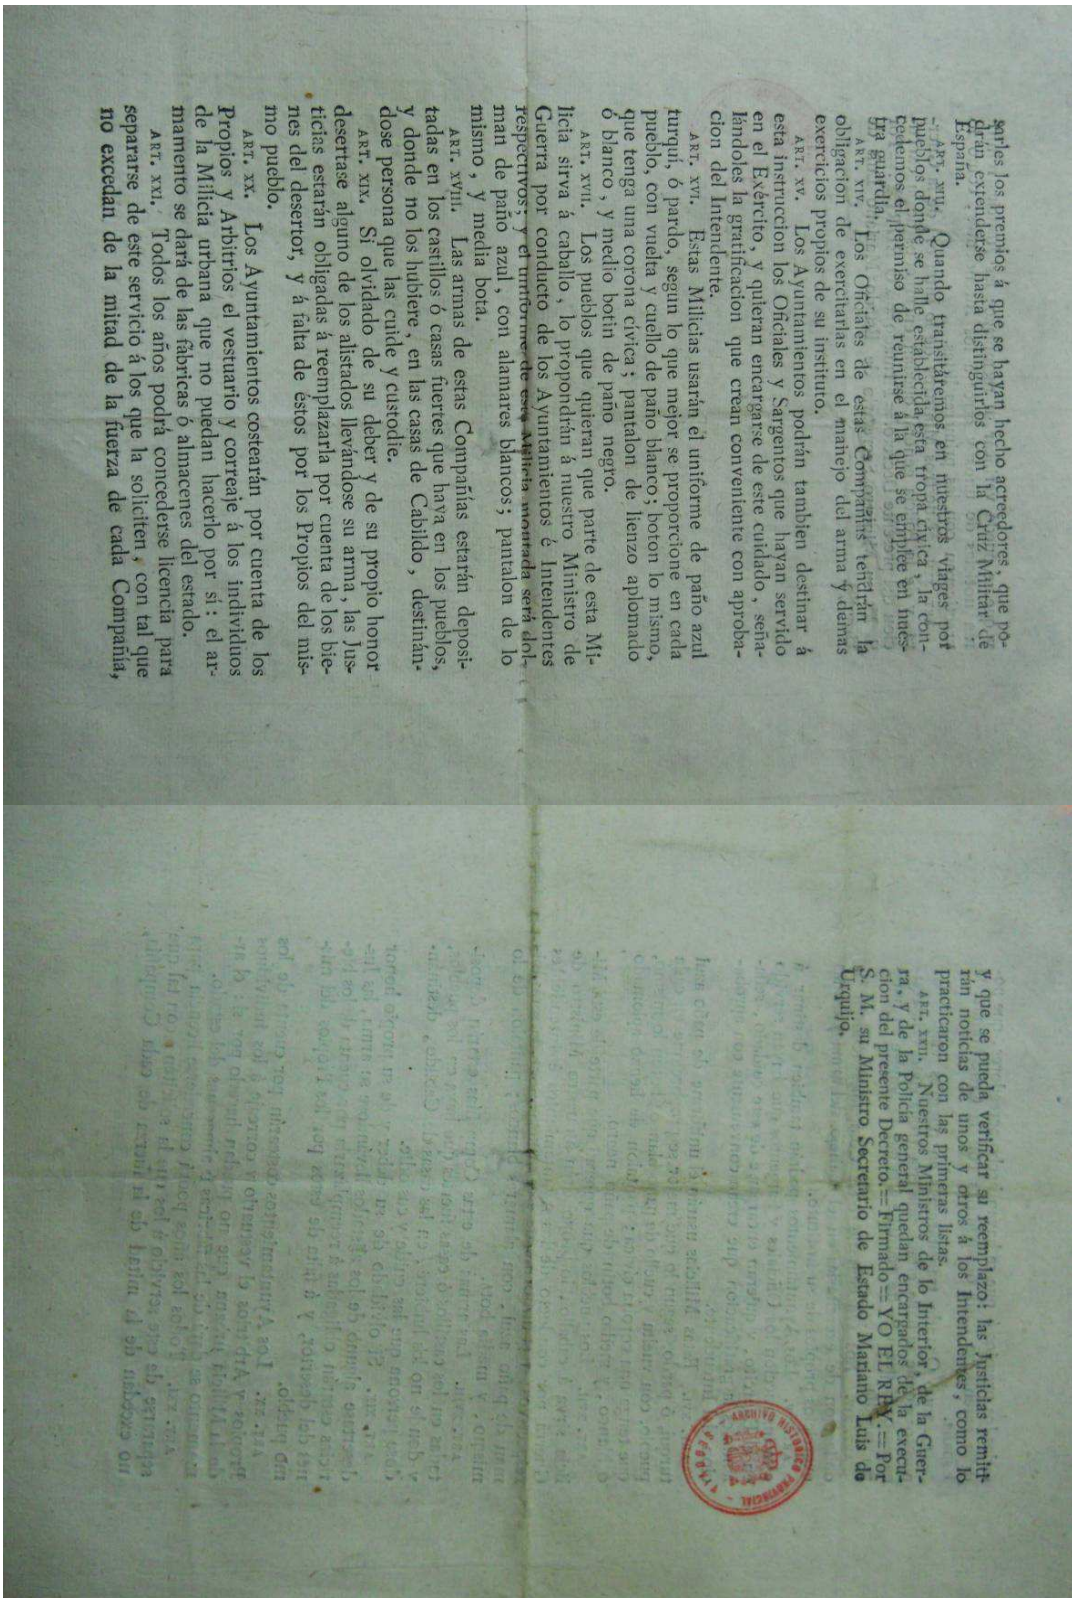 sarles los premios á que se hayan hecho acreedores, que po-
drán extenderse hasta distinguirlos con la Cruz Militar de
España.
ART. XIII. Quando transitáremos en nuestros viages por
pueblos donde se halle establecida esta tropa cívica, la con-
cedemos el permiso de reunirse á la que se emplee en nues-
tra guardia.
ART. XIV. Los Oficiales de estas Compañías tendrán la
obligacion de exercitarlas en el manejo del arma y demas
exercicios propios de su instituto.
ART. XV. Los Ayuntamientos podrán tambien destinar á
esta instruccion los Oficiales y Sargentos que hayan servido
en el Exército, y quieran encargarse de este cuidado, seña-
lándoles la gratificacion que crean conveniente con aproba-
cion del Intendente.
ART. XVI. Estas Milicias usarán el uniforme de paño azul
turquí, ó pardo, segun lo que mejor se proporcione en cada
pueblo, con vuelta y cuello de paño blanco; boton lo mismo,
que tenga una corona cívica; pantalon de lienzo aplomado
ó blanco, y medio botin de paño negro.
ART. XVII. Los pueblos que quieran que parte de esta Mi-
licia sirva á caballo, lo propondrán á nuestro Ministro de
Guerra por conducto de los Ayuntamientos é Intendentes
respectivos; y el uniforme de esta Milicia montada será dol-
man de paño azul, con alamares blancos; pantalon de lo
mismo, y media bota.
ART. XVIII. Las armas de estas Compañías estarán deposi-
tadas en los castillos ó casas fuertes que haya en los pueblos,
y donde no los hubiere, en las casas de Cabildo, destinán-
dose persona que las cuide y custodie.
ART. XIX. Si olvidado de su deber y de su propio honor
desertase alguno de los alistados llevándose su arma, las Jus-
ticias estarán obligadas á reemplazarla por cuenta de los bie-
nes del desertor, y á falta de éstos por los Propios del mis-
mo pueblo.
ART. XX. Los Ayuntamientos costearán por cuenta de los
Propios y Arbitrios el vestuario y correaje á los individuos
de la Milicia urbana que no puedan hacerlo por sí: el ar-
mamento se dará de las fábricas ó almacenes del estado.
ART. XXI. Todos los años podrá concederse licencia para
separarse de este servicio á los que la soliciten, con tal que
no excedan de la mitad de la fuerza de cada Compañía,
y que se pueda verificar su reemplazo: las Justicias remiti-
rán noticias de unos y otros á los Intendentes, como lo
practicaron con las primeras listas.
ART. XXII. Nuestros Ministros de lo Interior, de la Guer-
ra, y de la Policía general quedan encargados de la execu-
cion del presente Decreto.=Firmado=YO EL REY.=Por
S. M. su Ministro Secretario de Estado Mariano Luis de
Urquijo.
ARCHIVO HISTORICO PROVINCIAL